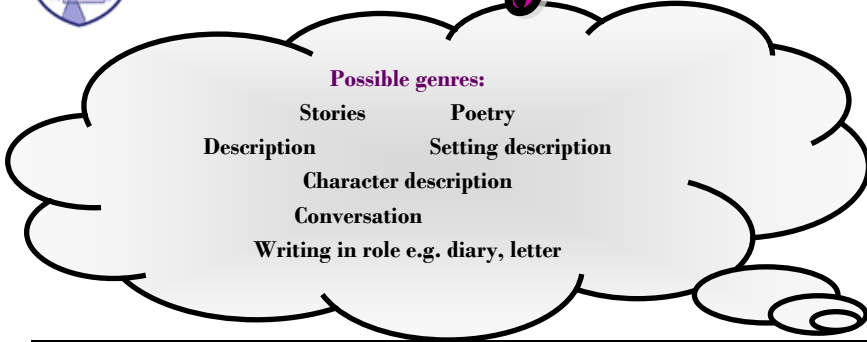 Possible genres:
Stories Poetry
Description Setting description
Character description
Conversation
Writing in role e.g. diary, letter